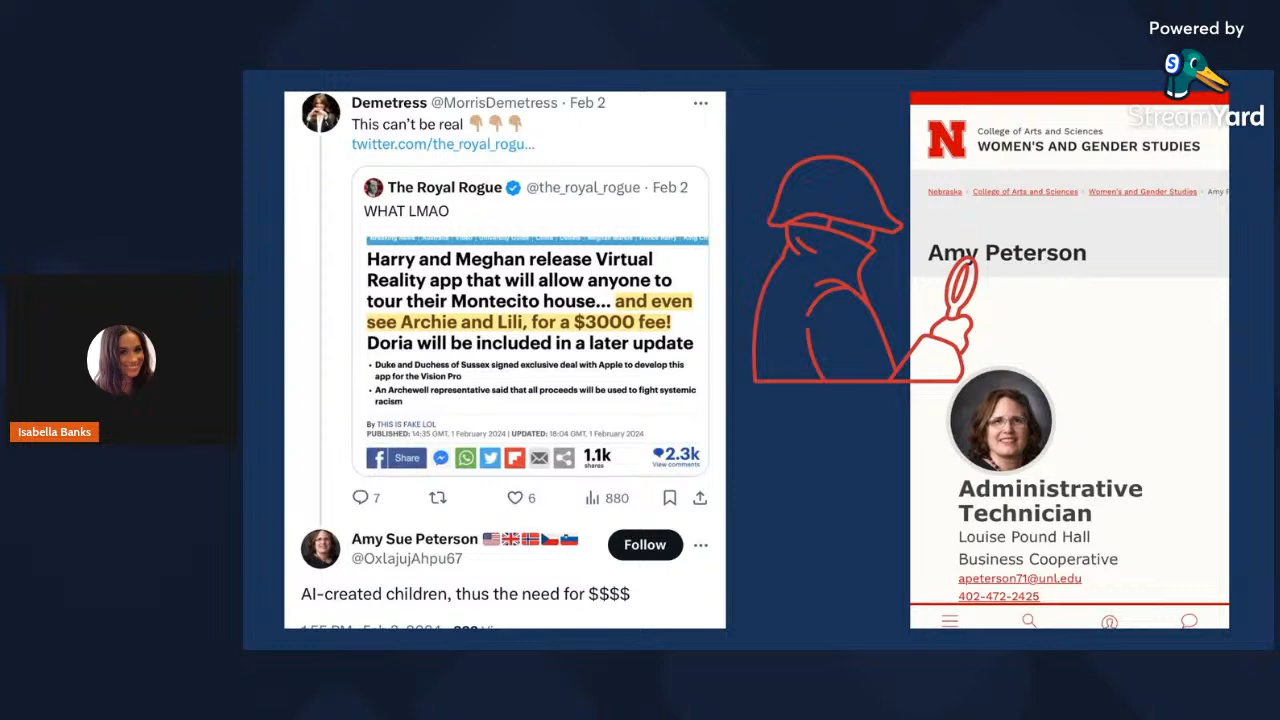 Powered by
S
StreamYard
Demetress @MorrisDemetress · Feb 2
This can't be real 👇🏽👇🏽👇🏽
twitter.com/the_royal_rogu...
The Royal Rogue @the_royal_rogue · Feb 2
WHAT LMAO
Harry and Meghan release Virtual
Reality app that will allow anyone to
tour their Montecito house... and even
see Archie and Lili, for a $3000 fee!
Doria will be included in a later update
• Duke and Duchess of Sussex signed exclusive deal with Apple to develop this
app for the Vision Pro
• An Archewell representative said that all proceeds will be used to fight systemic
racism
By THIS IS FAKE LOL
PUBLISHED: 14:35 GMT, 1 February 2024 | UPDATED: 18:04 GMT, 1 February 2024
f Share
1.1k
shares
2.3k
View comments
7
6
880
Amy Sue Peterson 🇺🇸🇬🇧🇳🇴🇨🇿🇸🇮
@OxlajujAhpu67
Follow
AI-created children, thus the need for $$$$
N
College of Arts and Sciences
WOMEN'S AND GENDER STUDIES
Nebraska › College of Arts and Sciences › Women's and Gender Studies › Amy
Amy Peterson
Administrative
Technician
Louise Pound Hall
Business Cooperative
apeterson71@unl.edu
402-472-2425
Isabella Banks